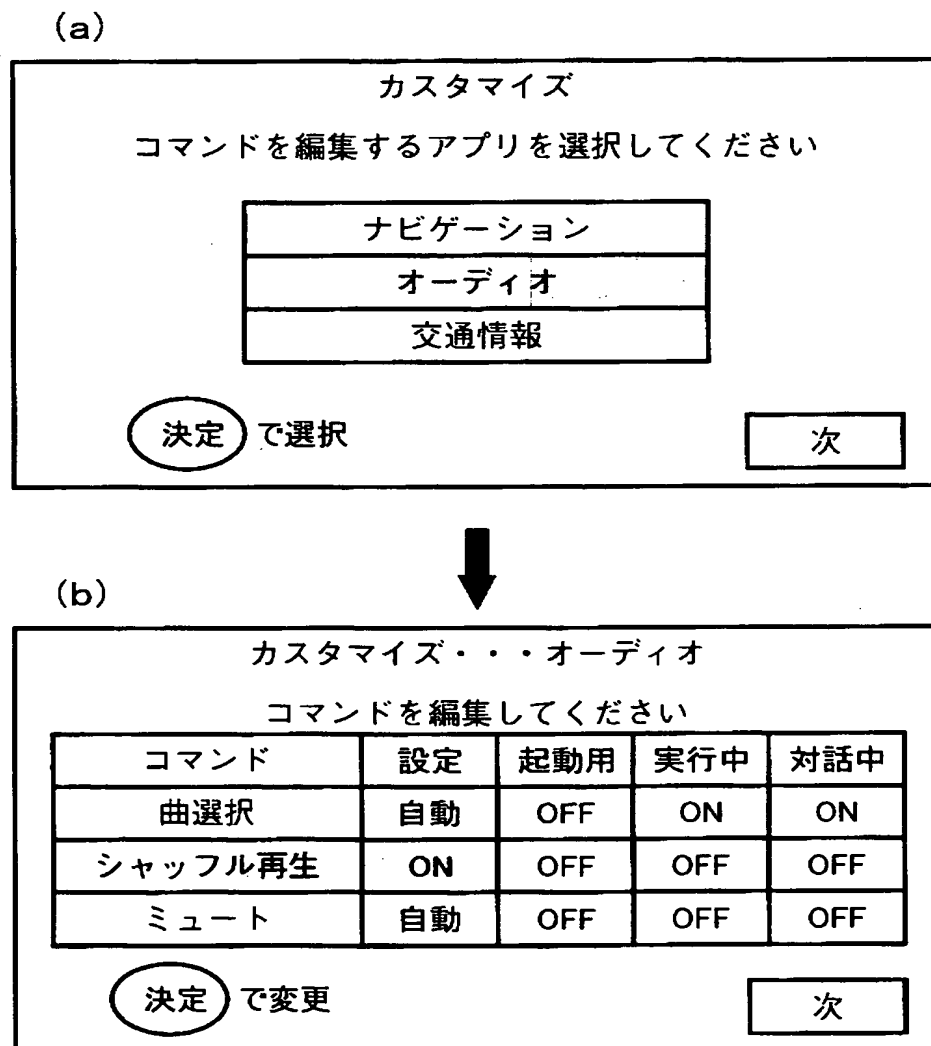 (a)
カスタマイズ
コマンドを編集するアプリを選択してください
ナビゲーション
オーディオ
交通情報
決定で選択
次
(b)
カスタマイズ・・・オーディオ
コマンドを編集してください
コマンド 設定 起動用 実行中 対話中
曲選択 自動 OFF ON ON
シャッフル再生 ON OFF OFF OFF
ミュート 自動 OFF OFF OFF
決定で変更
次